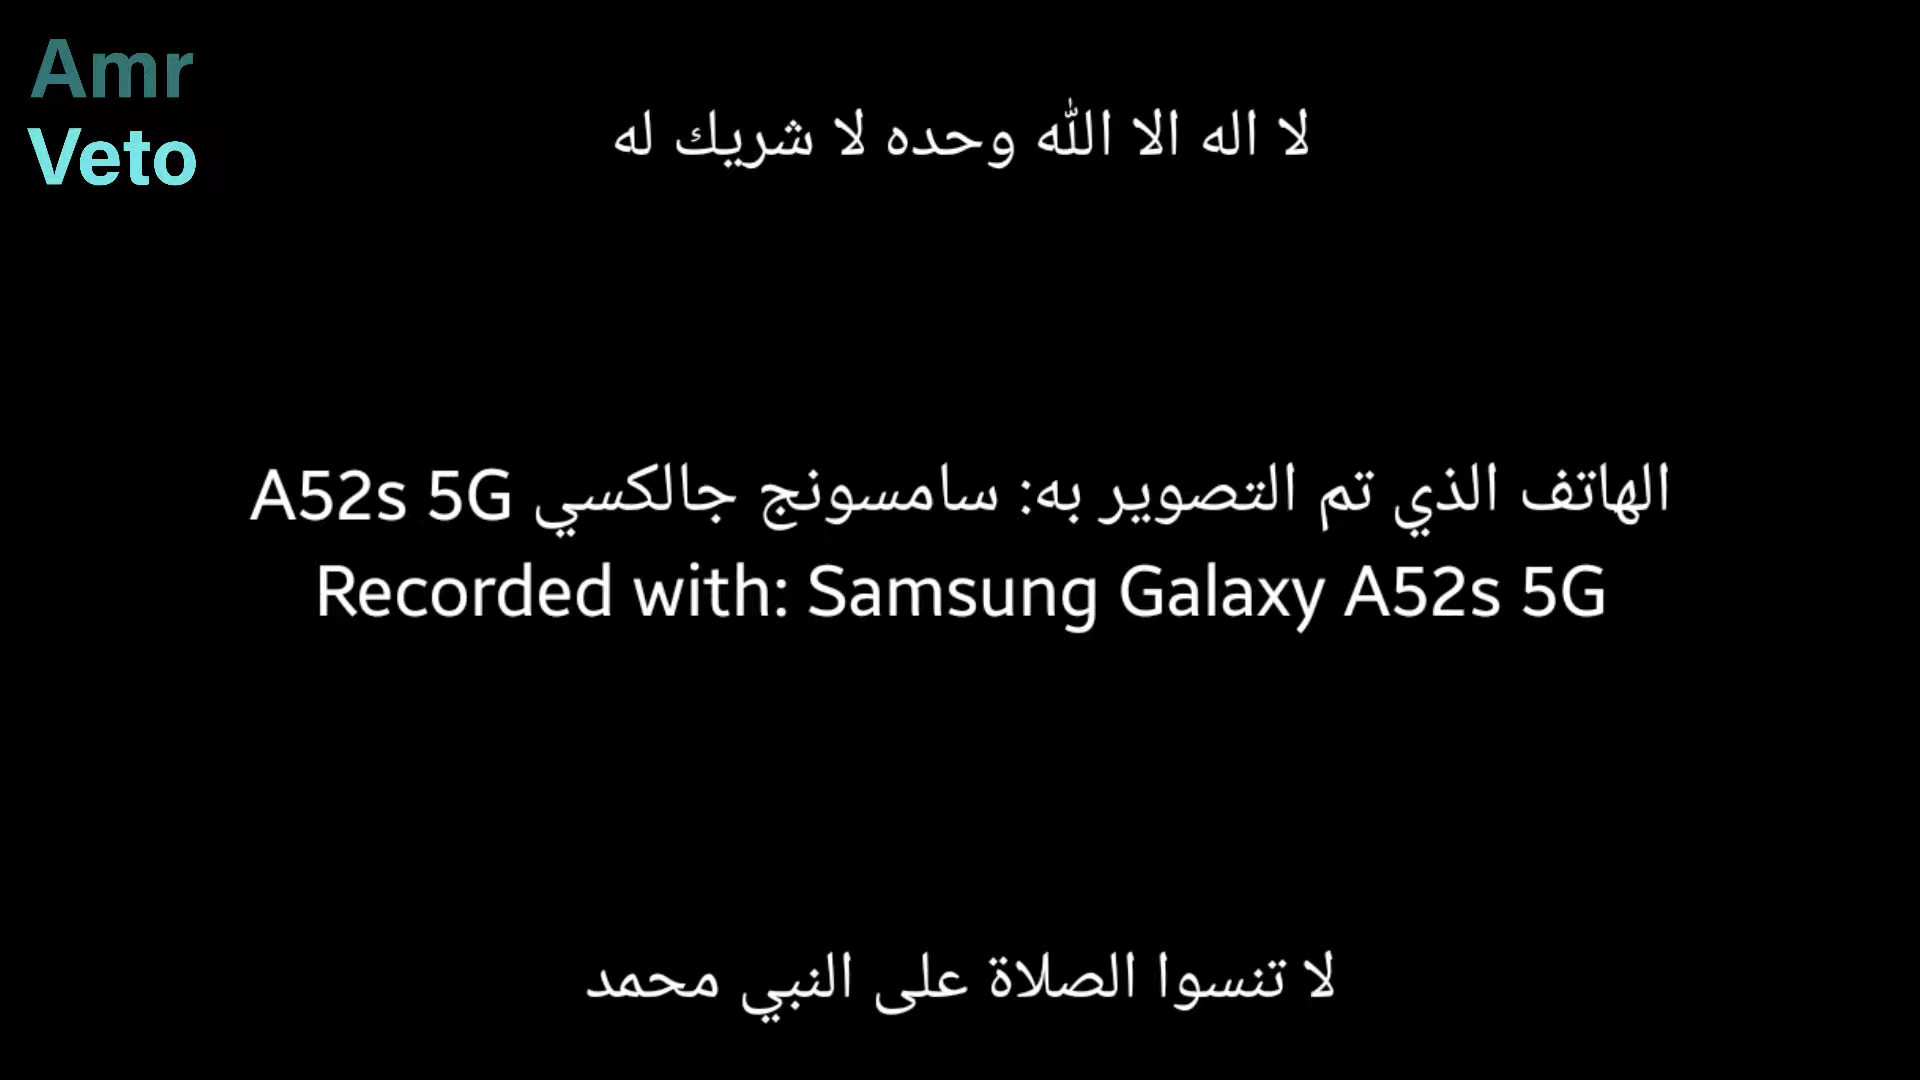 Amr
Veto
لا اله الا الله وحده لا شريك له
الهاتف الذي تم التصوير به: سامسونج جالكسي A52s 5G
Recorded with: Samsung Galaxy A52s 5G
لا تنسوا الصلاة على النبي محمد